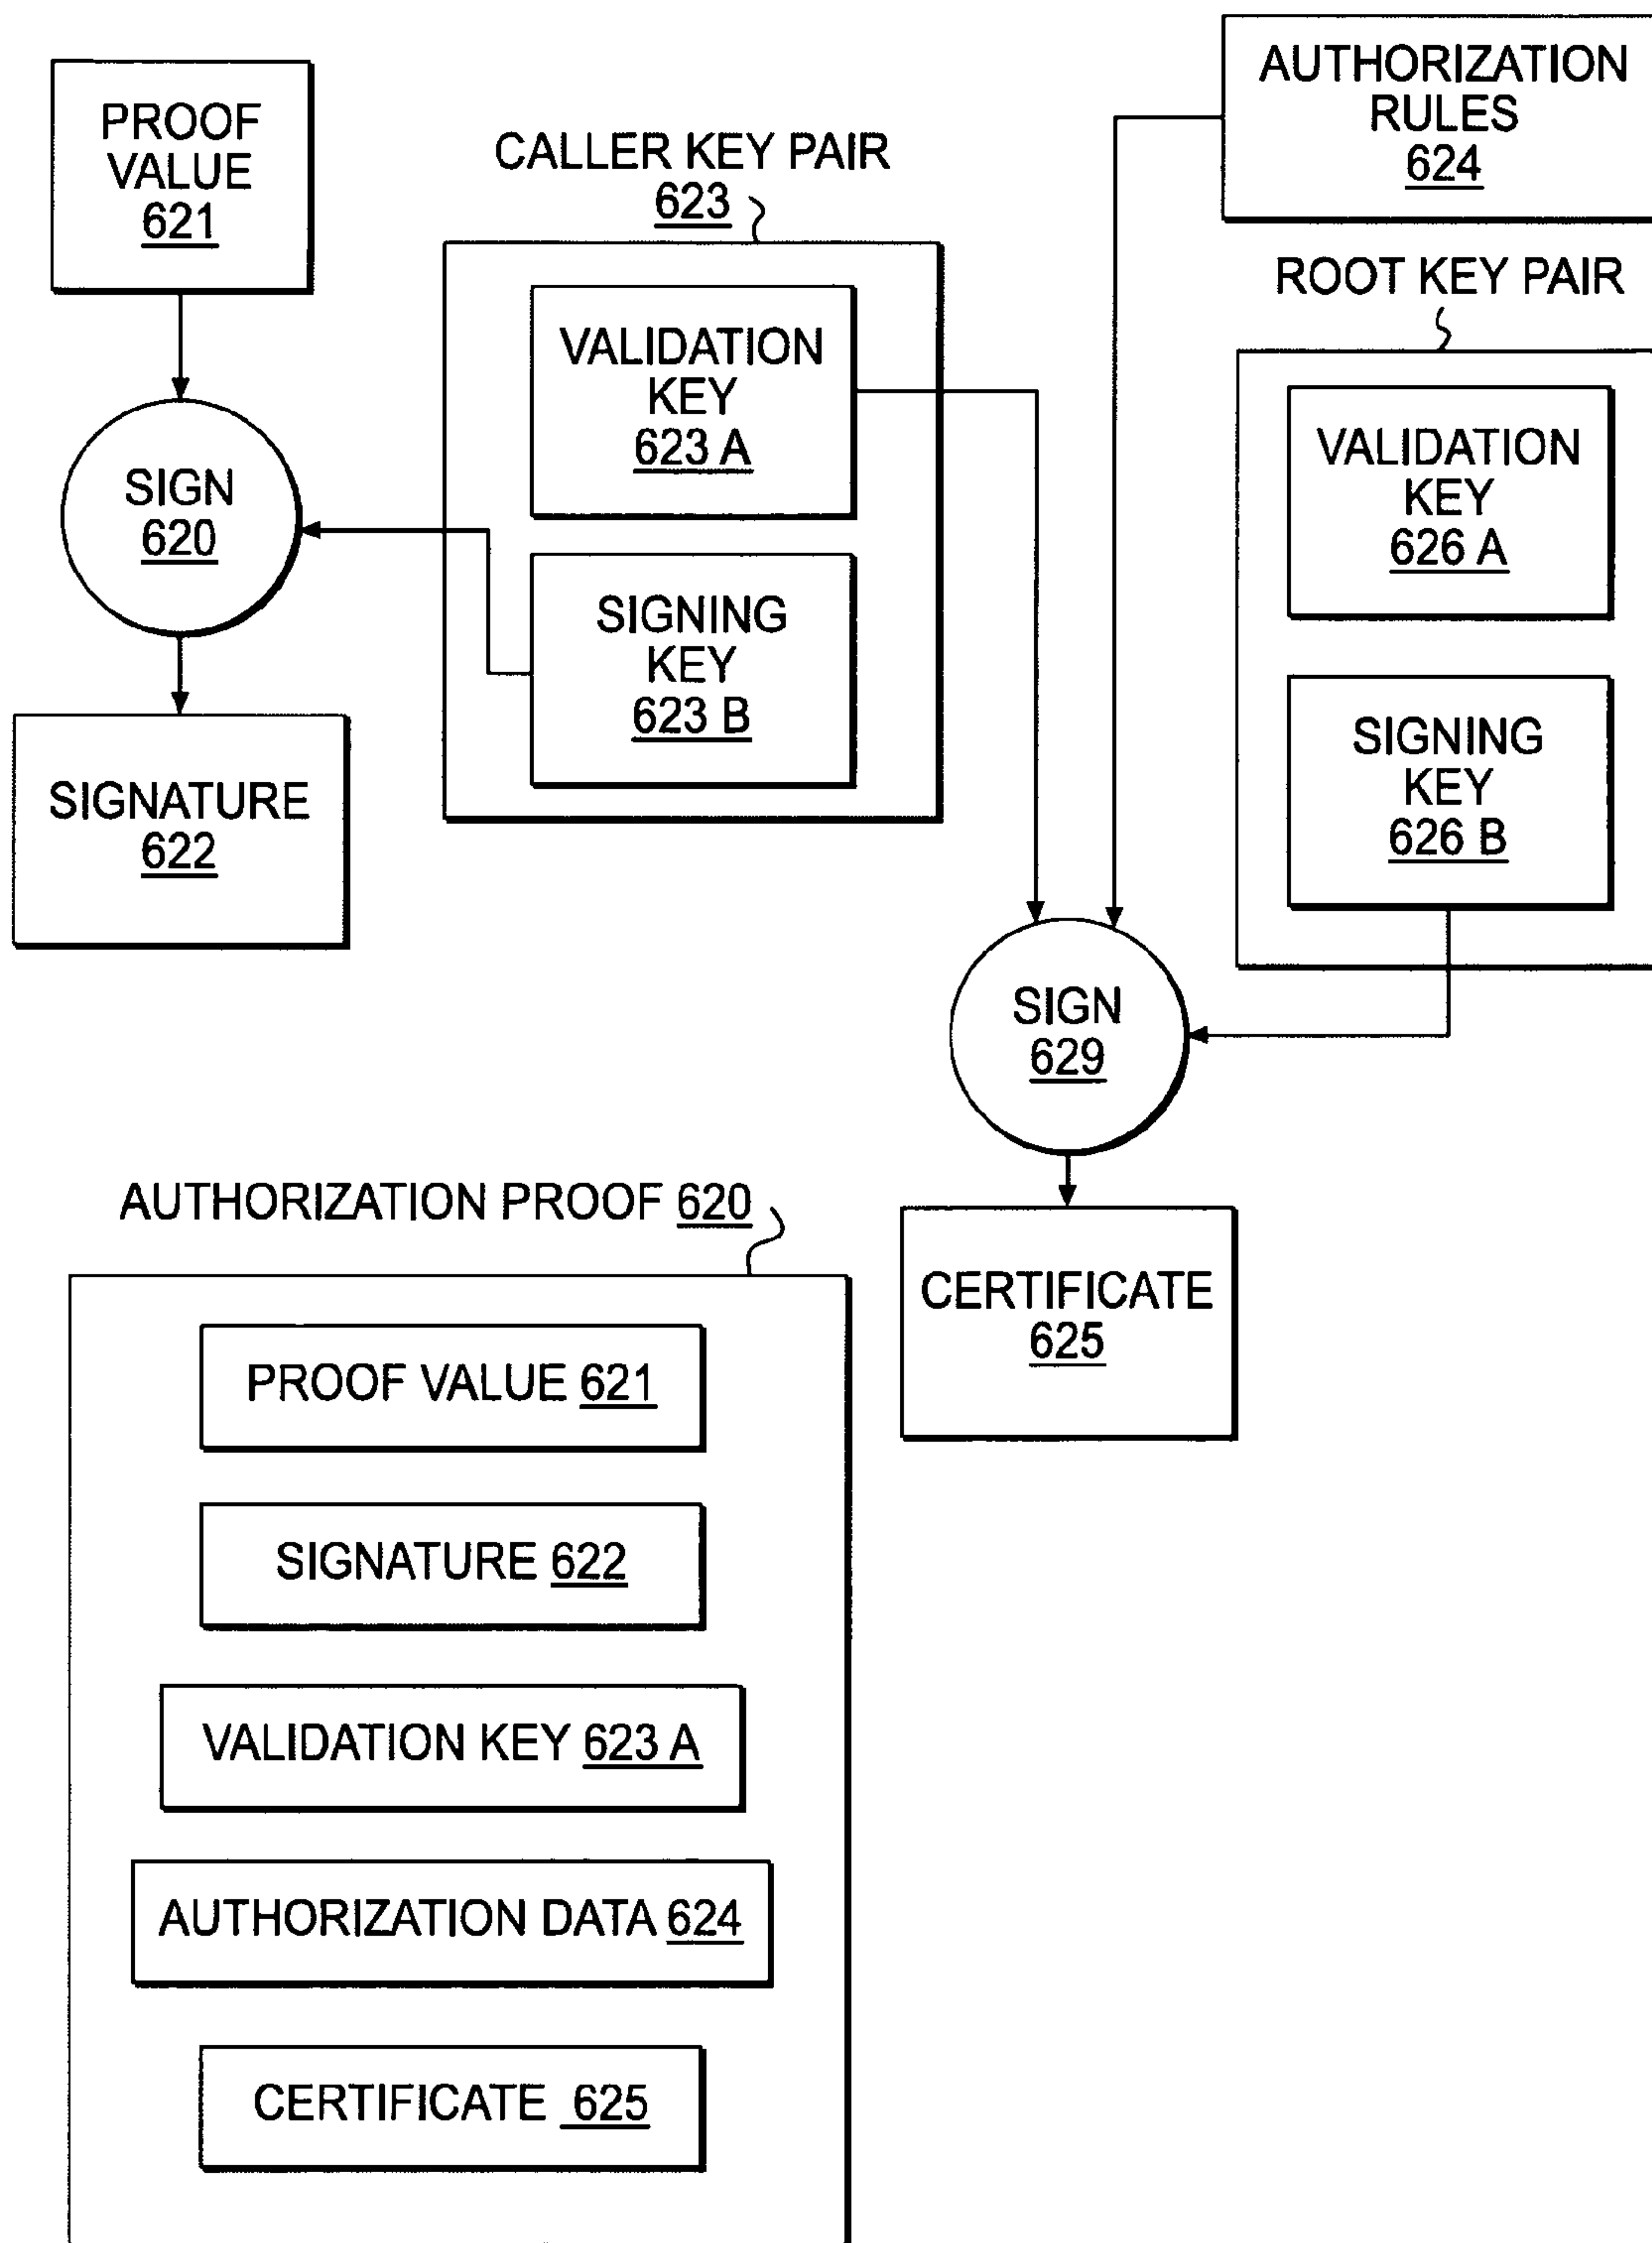 PROOF
VALUE
621
SIGN
620
SIGNATURE
622
CALLER KEY PAIR
623
VALIDATION
KEY
623 A
SIGNING
KEY
623 B
AUTHORIZATION
RULES
624
ROOT KEY PAIR
VALIDATION
KEY
626 A
SIGNING
KEY
626 B
SIGN
629
CERTIFICATE
625
AUTHORIZATION PROOF 620
PROOF VALUE 621
SIGNATURE 622
VALIDATION KEY 623 A
AUTHORIZATION DATA 624
CERTIFICATE 625